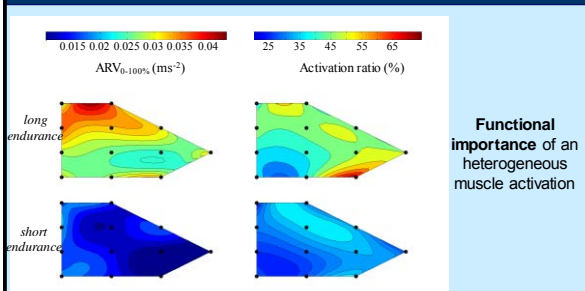 0.015 0.02 0.025 0.03 0.035 0.04
25 35 45 55 65
ARV0-100% (ms-2)
Activation ratio (%)
long
endurance
short
endurance
Functional
importance of an
heterogeneous
muscle activation